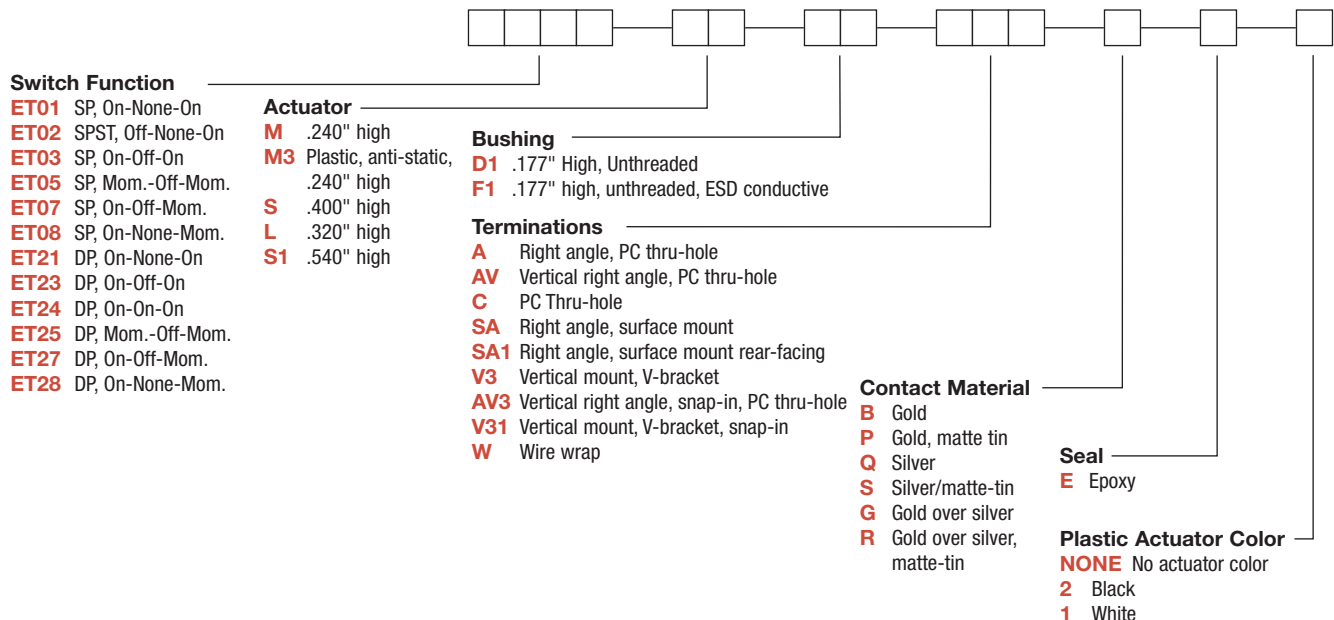 Switch Function
ET01 SP, On-None-On
ET02 SPST, Off-None-On
ET03 SP, On-Off-On
ET05 SP, Mom.-Off-Mom.
ET07 SP, On-Off-Mom.
ET08 SP, On-None-Mom.
ET21 DP, On-None-On
ET23 DP, On-Off-On
ET24 DP, On-On-On
ET25 DP, Mom.-Off-Mom.
ET27 DP, On-Off-Mom.
ET28 DP, On-None-Mom.
Actuator
M .240" high
M3 Plastic, anti-static,
.240" high
S .400" high
L .320" high
S1 .540" high
Bushing
D1 .177" High, Unthreaded
F1 .177" high, unthreaded, ESD conductive
Terminations
A Right angle, PC thru-hole
AV Vertical right angle, PC thru-hole
C PC Thru-hole
SA Right angle, surface mount
SA1 Right angle, surface mount rear-facing
V3 Vertical mount, V-bracket
AV3 Vertical right angle, snap-in, PC thru-hole
V31 Vertical mount, V-bracket, snap-in
W Wire wrap
Contact Material
B Gold
P Gold, matte tin
Q Silver
S Silver/matte-tin
G Gold over silver
R Gold over silver,
matte-tin
Seal
E Epoxy
Plastic Actuator Color
NONE No actuator color
2 Black
1 White